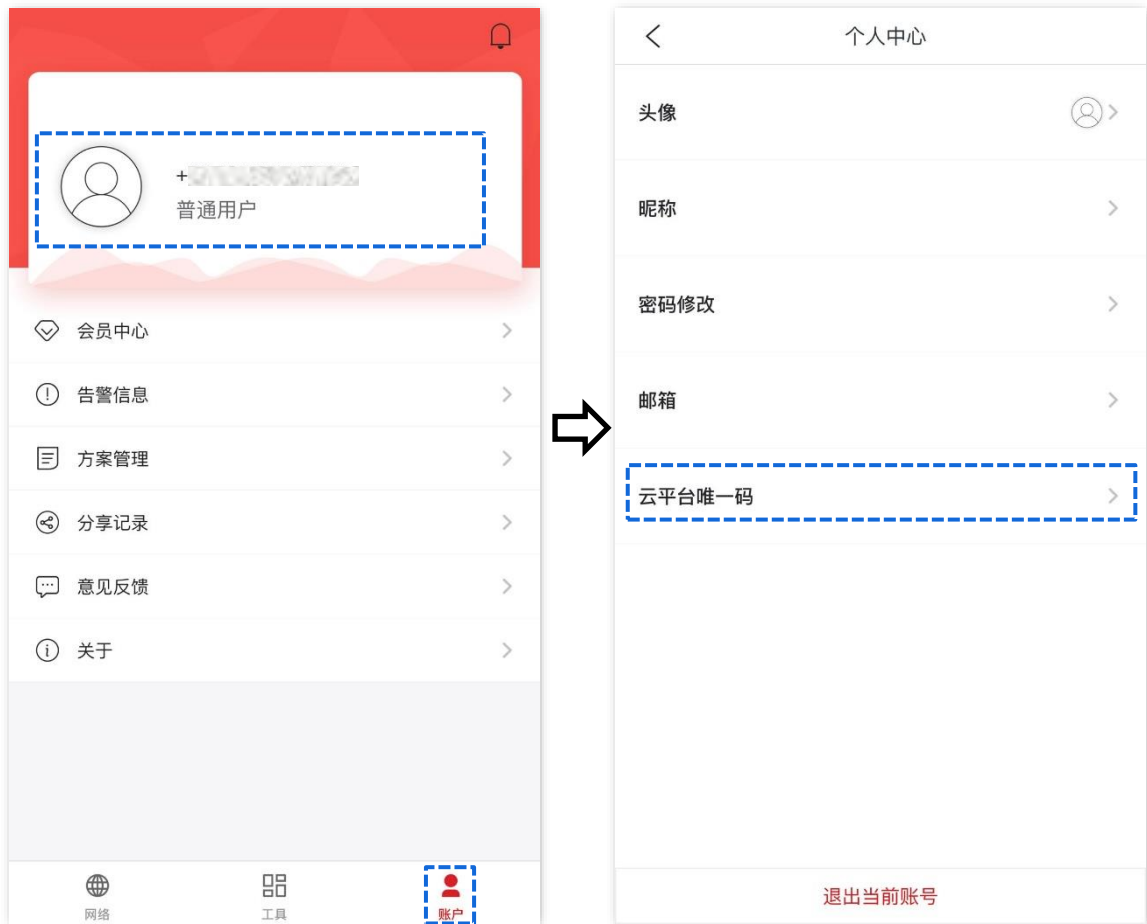 +
普通用户
会员中心
告警信息
方案管理
分享记录
意见反馈
关于
网络
工具
账户
个人中心
头像
昵称
密码修改
邮箱
云平台唯一码
退出当前账号